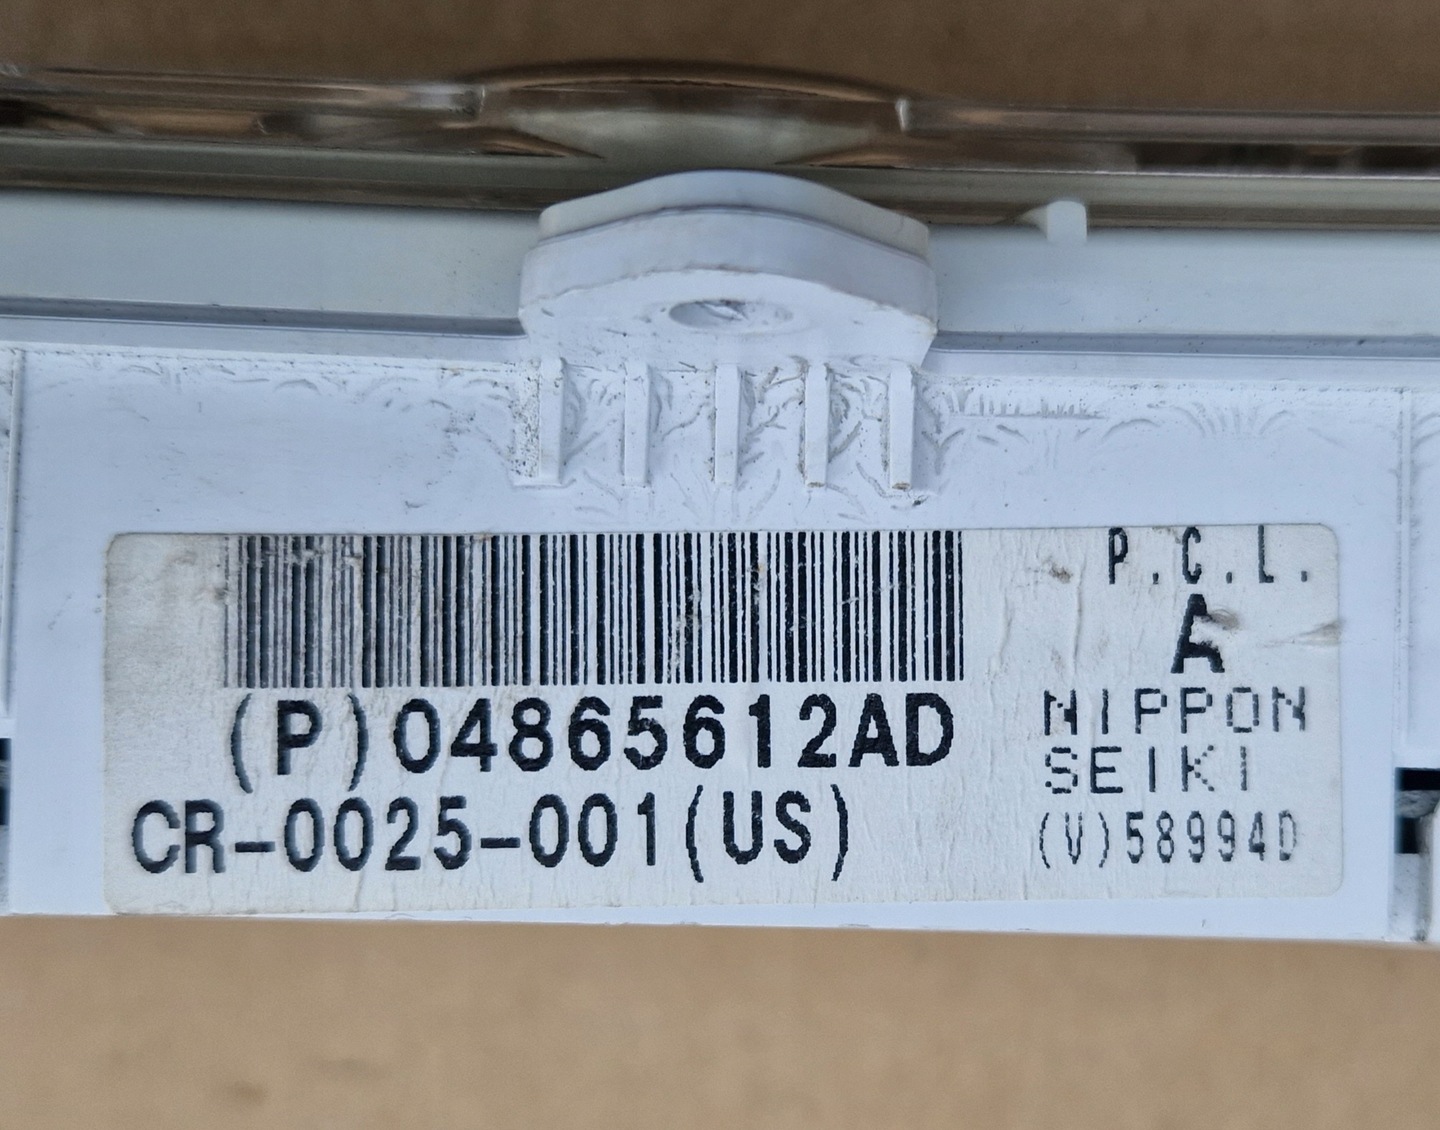 P.C.L.
A
(P)04865612AD
NIPPON
SEIKI
CR-0025-001(US)
(V)58994D